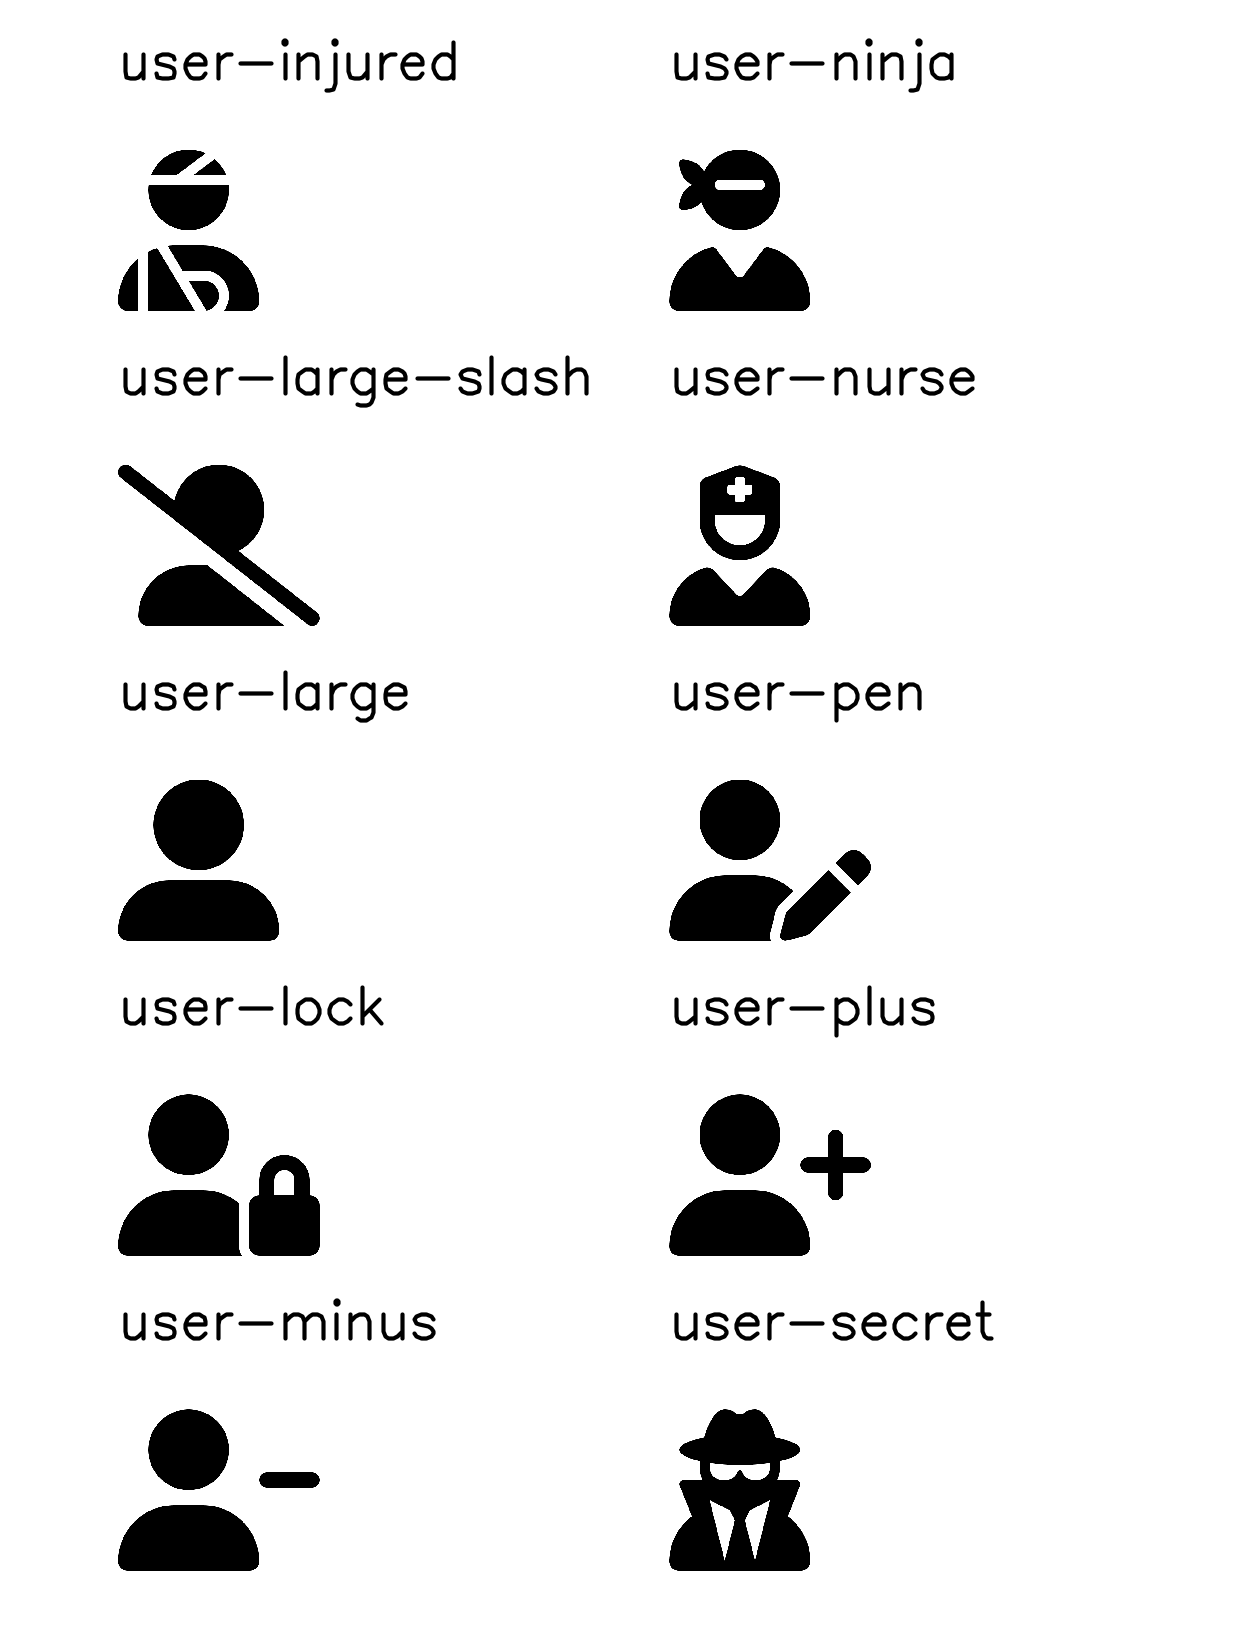 user-injured
user-ninja
user-large-slash
user-nurse
user-large
user-pen
user-lock
user-plus
user-minus
user-secret